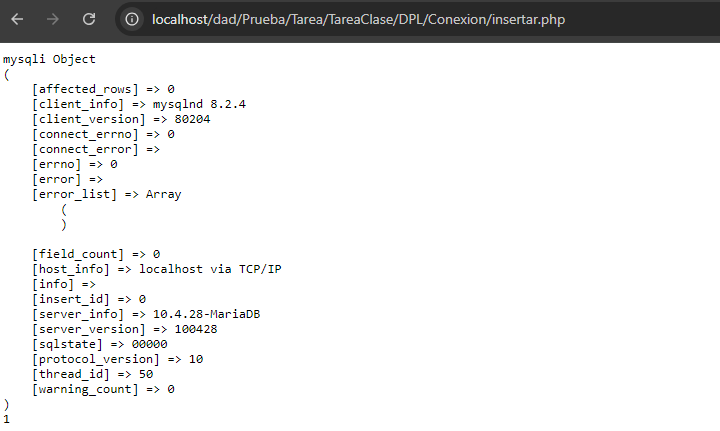 localhost/dad/Prueba/Tarea/TareaClase/DPL/Conexion/insertar.php
mysqli Object
(
    [affected_rows] => 0
    [client_info] => mysqlnd 8.2.4
    [client_version] => 80204
    [connect_errno] => 0
    [connect_error] =>
    [errno] => 0
    [error] =>
    [error_list] => Array
        (
        )
    [field_count] => 0
    [host_info] => localhost via TCP/IP
    [info] =>
    [insert_id] => 0
    [server_info] => 10.4.28-MariaDB
    [server_version] => 100428
    [sqlstate] => 00000
    [protocol_version] => 10
    [thread_id] => 50
    [warning_count] => 0
)
1